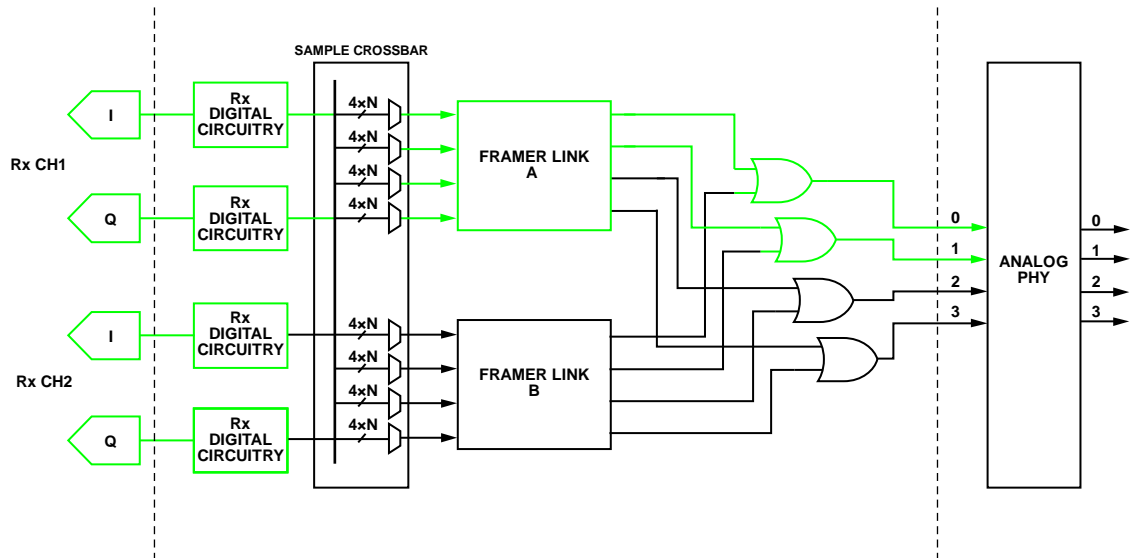 SAMPLE CROSSBAR
Rx CH1
I
Rx
DIGITAL
CIRCUITRY
4×N
4×N
4×N
4×N
Q
Rx
DIGITAL
CIRCUITRY
FRAMER LINK
A
Rx CH2
I
Rx
DIGITAL
CIRCUITRY
4×N
4×N
4×N
4×N
Q
Rx
DIGITAL
CIRCUITRY
FRAMER LINK
B
0
1
2
3
ANALOG
PHY
0
1
2
3